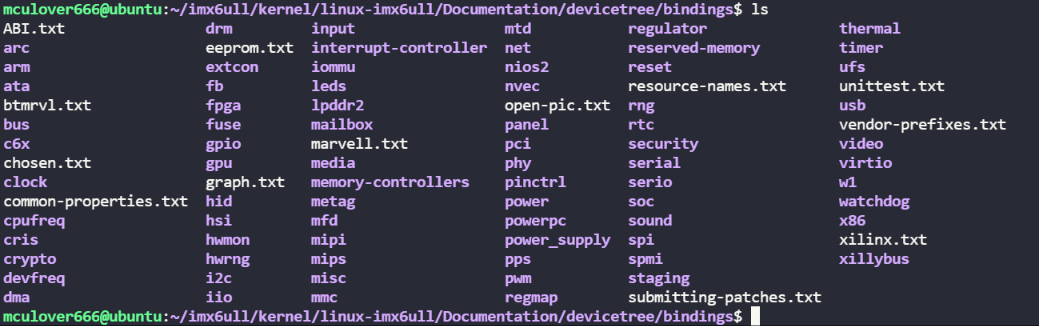 mculover666@ubuntu:~/imx6ull/kernel/linux-imx6ull/Documentation/devicetree/bindings$ ls
ABI.txt drm input mtd regulator thermal
arc eeprom.txt interrupt-controller net reserved-memory timer
arm extcon iommu nios2 reset ufs
ata fb leds nvec resource-names.txt unittest.txt
btmrvl.txt fpga lpddr2 open-pic.txt rng usb
bus fuse mailbox panel rtc vendor-prefixes.txt
c6x gpio marvell.txt pci security video
chosen.txt gpu media phy serial virtio
clock graph.txt memory-controllers pinctrl serio w1
common-properties.txt hid metag power soc watchdog
cpufreq hsi mfd powerpc sound x86
cris hwmon mipi power_supply spi xilinx.txt
crypto hwrng mips pps spmi xillybus
devfreq i2c misc pwm staging
dma iio mmc regmap submitting-patches.txt
mculover666@ubuntu:~/imx6ull/kernel/linux-imx6ull/Documentation/devicetree/bindings$